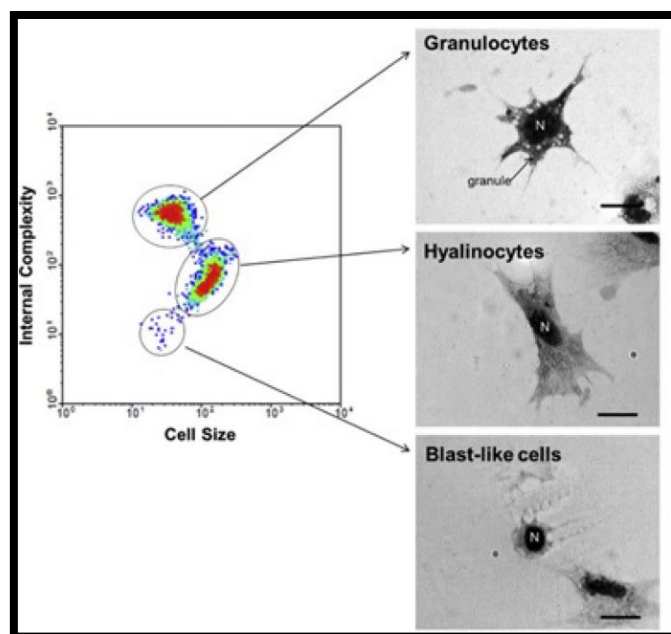 Granulocytes
N
granule
Hyalinocytes
N
Blast-like cells
N
Internal Complexity
10⁴
10³
10²
10¹
10⁰
10⁰ 10¹ 10² 10³ 10⁴
Cell Size